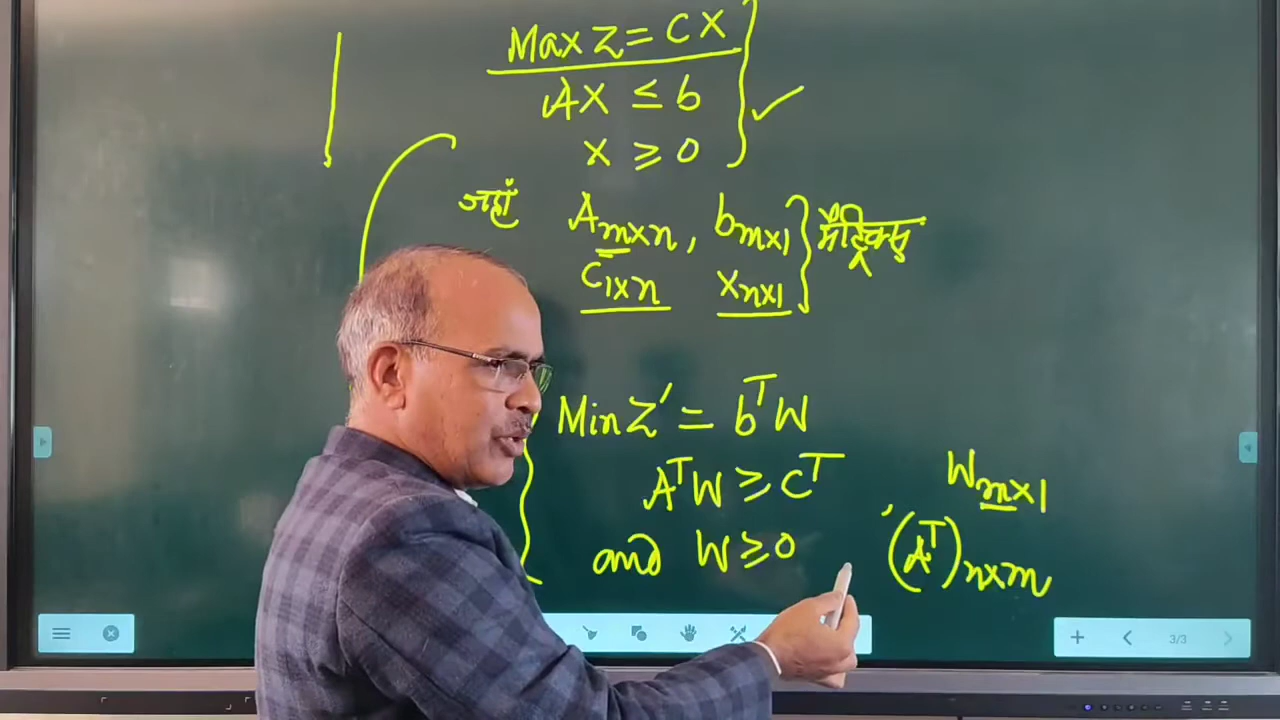 Max Z = CX
AX ≤ b
X ≥ 0
जहां A_{m×n}, b_{m×1} } मैट्रिक्स
C_{1×n} X_{n×1}
Min Z' = b^T W
A^T W ≥ C^T
W_{m×1}
and W ≥ 0
(A^T)_{n×m}
3/3